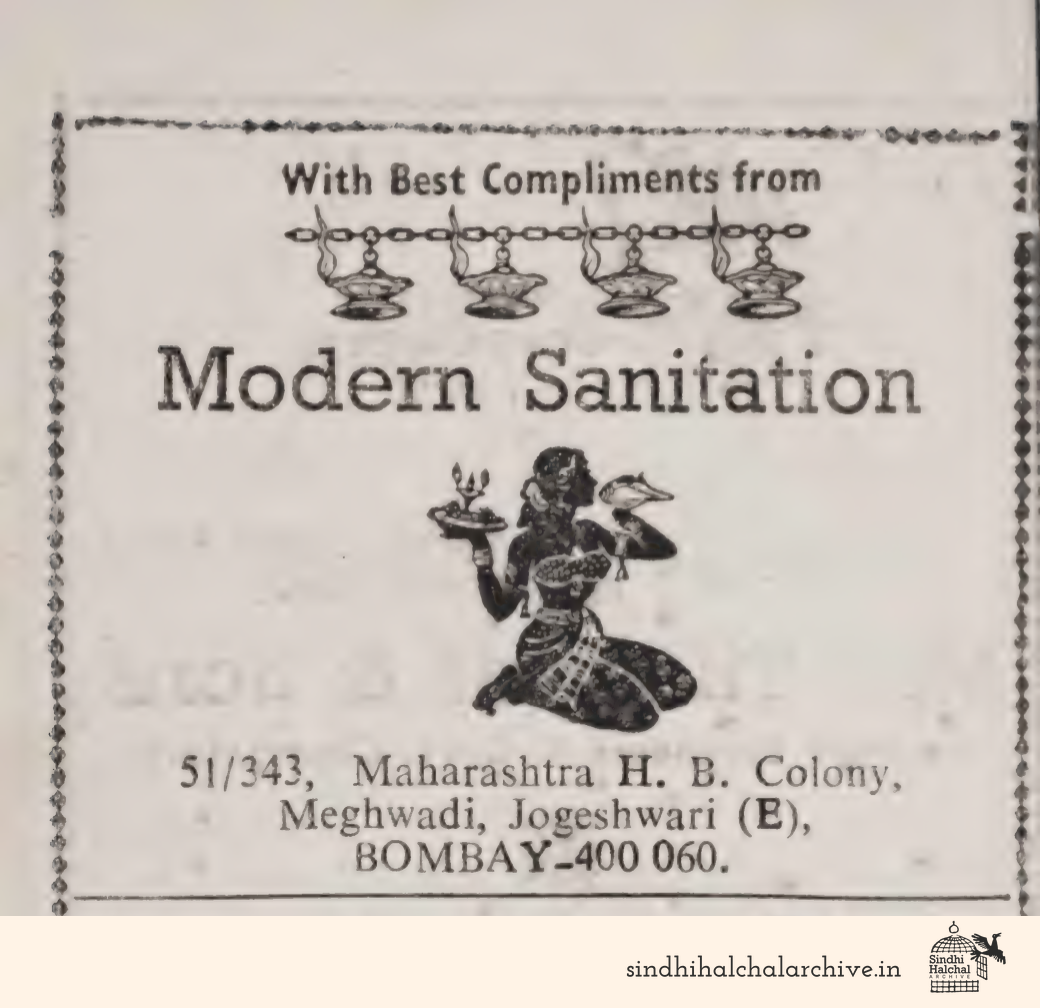 With Best Compliments from
Modern Sanitation
51/343, Maharashtra H. B. Colony,
Meghwadi, Jogeshwari (E),
BOMBAY-400 060.
sindhihalchalarchive.in
Sindhi
Halchal
ARCHIVE